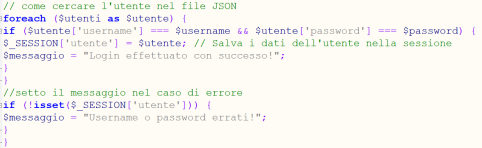 // come cercare l'utente nel file JSON
foreach ($utenti as $utente) {
if ($utente['username'] === $username && $utente['password'] === $password) {
$_SESSION['utente'] = $utente; // Salva i dati dell'utente nella sessione
$messaggio = "Login effettuato con successo!";
}
}
//setto il messaggio nel caso di errore
if (!isset($_SESSION['utente'])) {
$messaggio = "Username o password errati!";
}
}